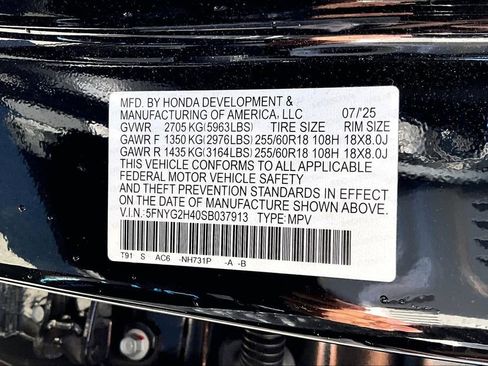 MFD. BY HONDA DEVELOPMENT &
MANUFACTURING OF AMERICA, LLC 07/'25
GVWR 2705 KG(5963LBS) TIRE SIZE RIM SIZE
GAWR F 1350 KG(2976LBS) 255/60R18 108H 18X8.0J
GAWR R 1435 KG(3164LBS) 255/60R18 108H 18X8.0J
THIS VEHICLE CONFORMS TO ALL APPLICABLE
FEDERAL MOTOR VEHICLE SAFETY
AND THEFT PREVENTION STANDARDS IN EFFECT
ON THE DATE OF MANUFACTURE SHOWN ABOVE.
V.I.N.:5FNYG2H40SB037913 TYPE:MPV
T91 S AC6 -NH731P -A -B